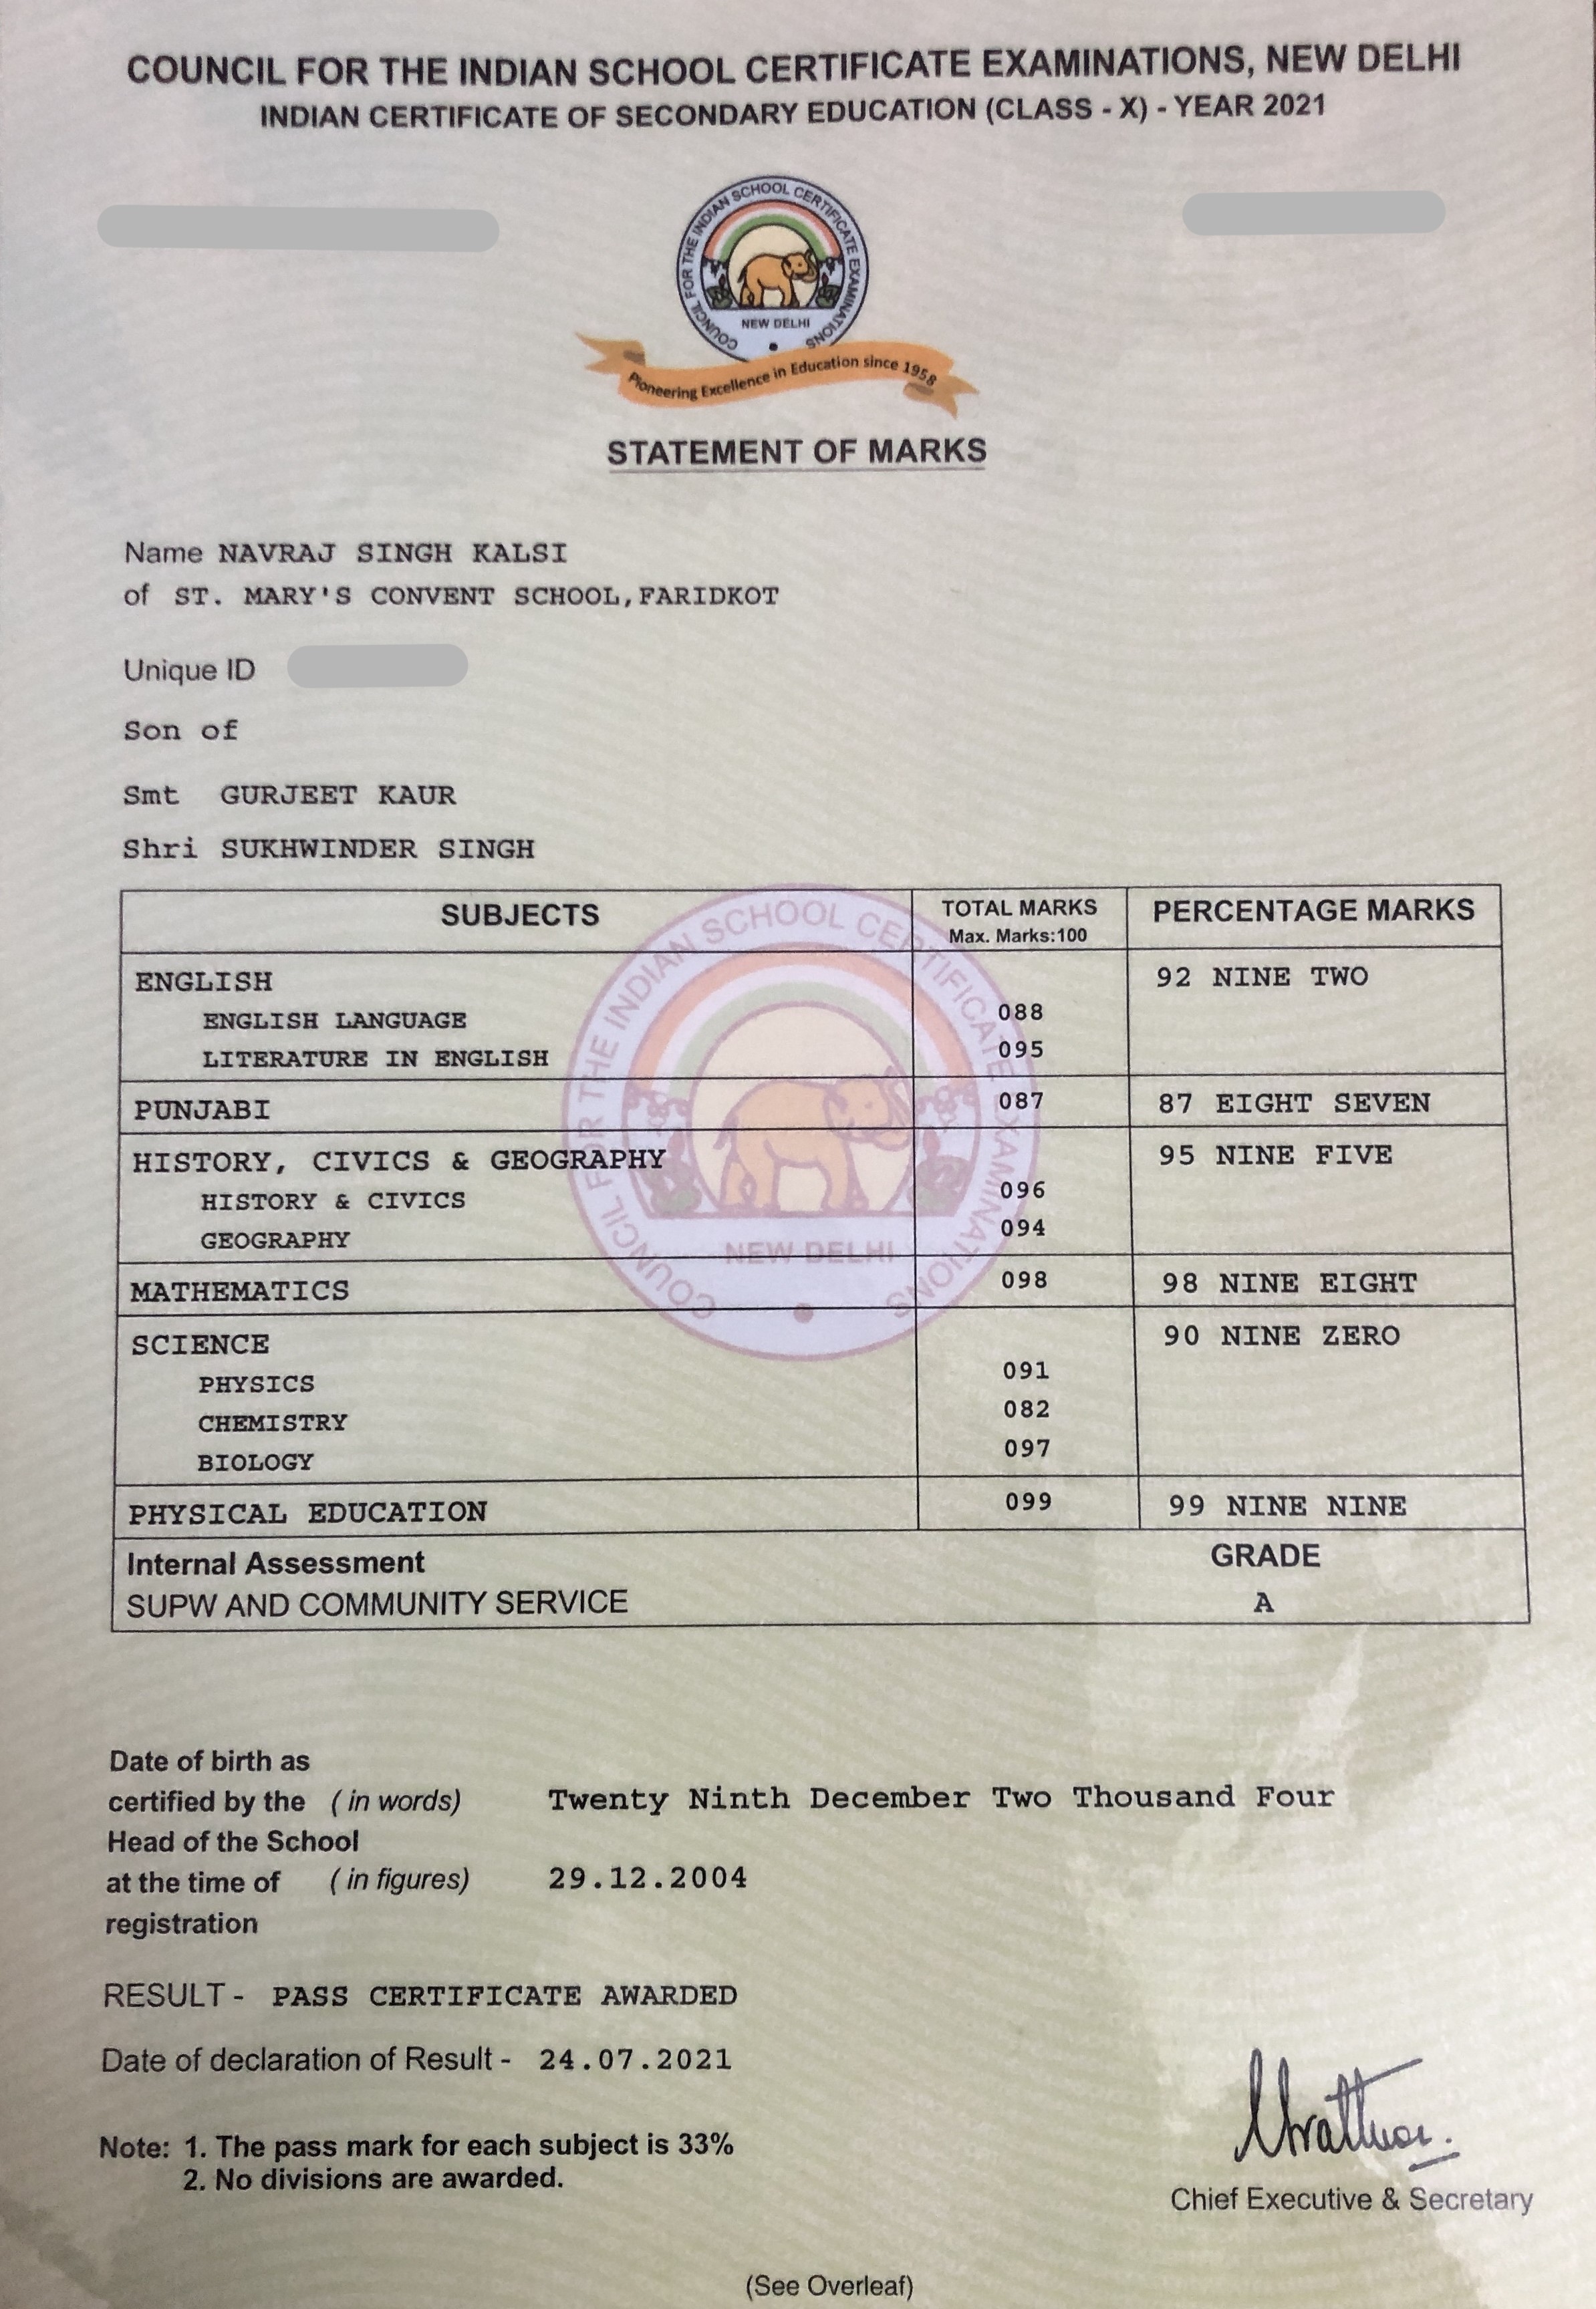 COUNCIL FOR THE INDIAN SCHOOL CERTIFICATE EXAMINATIONS, NEW DELHI
INDIAN CERTIFICATE OF SECONDARY EDUCATION (CLASS - X) - YEAR 2021
COUNCIL FOR THE INDIAN SCHOOL CERTIFICATE EXAMINATIONS
NEW DELHI
Pioneering Excellence in Education since 1958
STATEMENT OF MARKS
Name NAVRAJ SINGH KALSI
of ST. MARY'S CONVENT SCHOOL,FARIDKOT
Unique ID
Son of
Smt GURJEET KAUR
Shri SUKHWINDER SINGH
SUBJECTS TOTAL MARKS PERCENTAGE MARKS
Max. Marks:100
ENGLISH 92 NINE TWO
ENGLISH LANGUAGE 088
LITERATURE IN ENGLISH 095
PUNJABI 087 87 EIGHT SEVEN
HISTORY, CIVICS & GEOGRAPHY 95 NINE FIVE
HISTORY & CIVICS 096
GEOGRAPHY 094
MATHEMATICS 098 98 NINE EIGHT
SCIENCE 90 NINE ZERO
PHYSICS 091
CHEMISTRY 082
BIOLOGY 097
PHYSICAL EDUCATION 099 99 NINE NINE
COUNCIL FOR THE INDIAN SCHOOL CERTIFICATE EXAMINATIONS
NEW DELHI
Internal Assessment GRADE
SUPW AND COMMUNITY SERVICE A
Date of birth as
certified by the (in words) Twenty Ninth December Two Thousand Four
Head of the School
at the time of (in figures) 29.12.2004
registration
RESULT - PASS CERTIFICATE AWARDED
Date of declaration of Result - 24.07.2021
Note: 1. The pass mark for each subject is 33%
2. No divisions are awarded.
Chief Executive & Secretary
(See Overleaf)